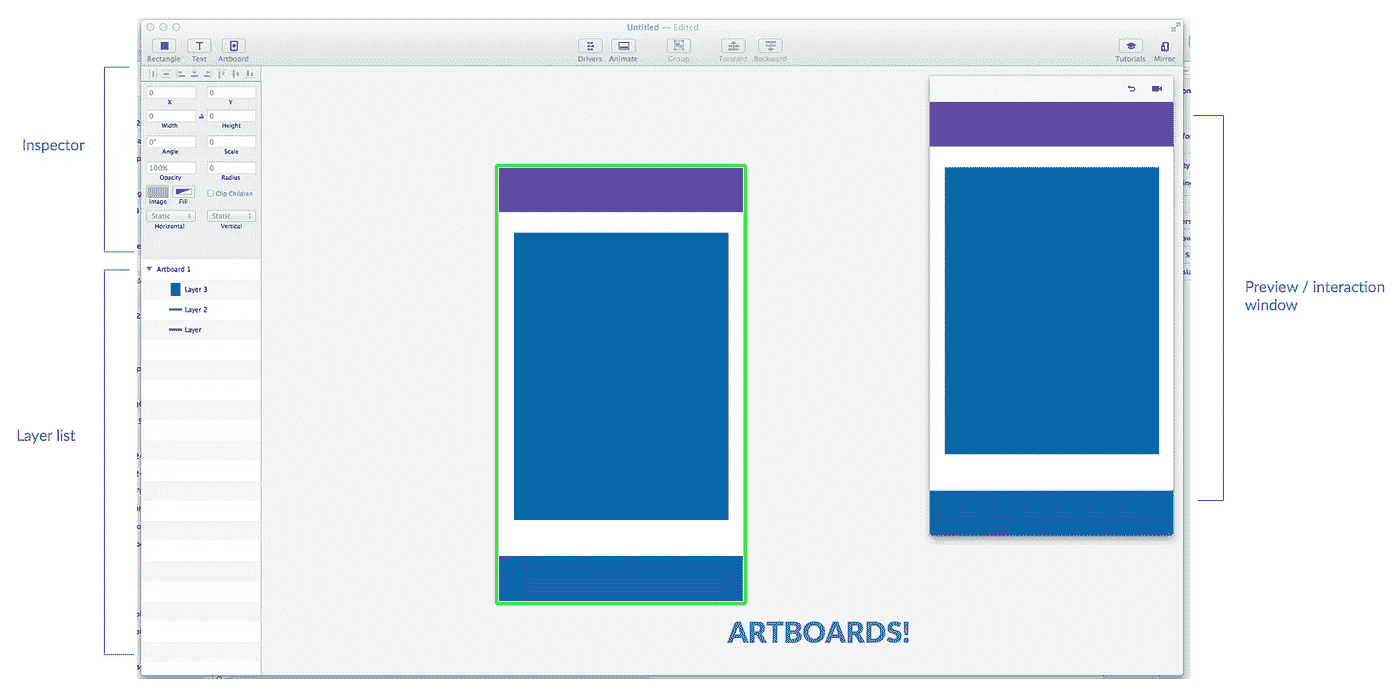 Untitled — Edited
Rectangle Text Artboard Drivers Animate Group Forward Backward Tutorials Mirror
0 0
X Y
0 0
Width Height
0° 0
Angle Scale
100% 0
Opacity Radius
Clip Children
Image Fill
Static Static
Horizontal Vertical
Artboard 1
Layer 3
Layer 2
Layer
Inspector
Layer list
Preview / interaction
window
ARTBOARDS!